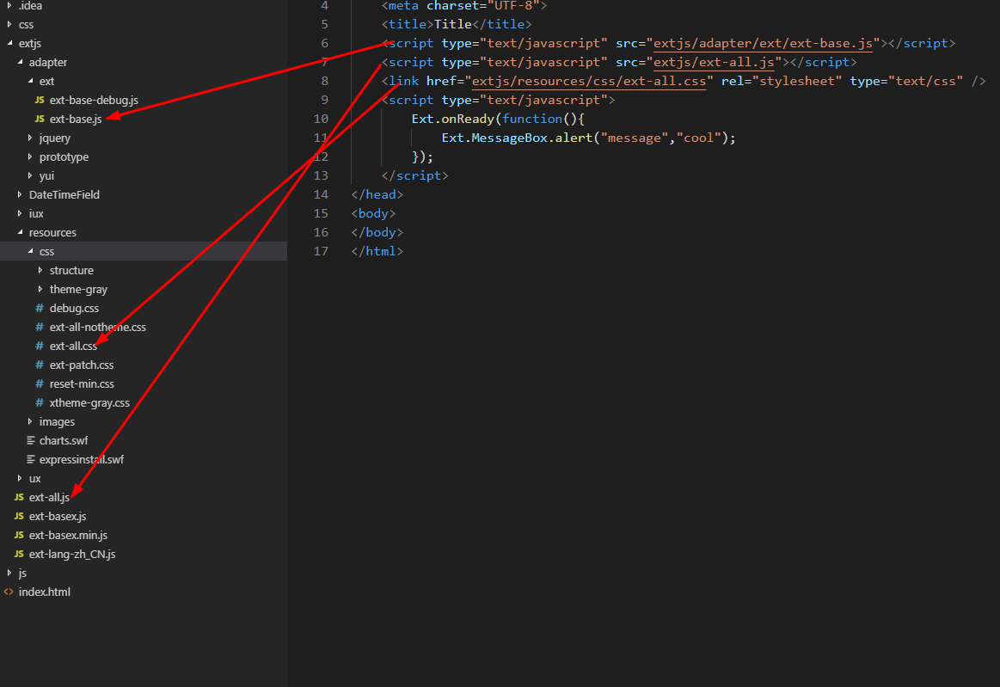 .idea
css
extjs
adapter
ext
JS ext-base-debug.js
JS ext-base.js
jquery
prototype
yui
DateTimeField
iux
resources
css
structure
theme-gray
# debug.css
# ext-all-notheme.css
# ext-all.css
# ext-patch.css
# reset-min.css
# xtheme-gray.css
images
charts.swf
expressinstall.swf
ux
JS ext-all.js
JS ext-basex.js
JS ext-basex.min.js
JS ext-lang-zh_CN.js
js
<> index.html
4 <meta charset="UTF-8">
5 <title>Title</title>
6 <script type="text/javascript" src="extjs/adapter/ext/ext-base.js"></script>
7 <script type="text/javascript" src="extjs/ext-all.js"></script>
8 <link href="extjs/resources/css/ext-all.css" rel="stylesheet" type="text/css" />
9 <script type="text/javascript">
10 Ext.onReady(function(){
11 Ext.MessageBox.alert("message","cool");
12 });
13 </script>
14 </head>
15 <body>
16 </body>
17 </html>